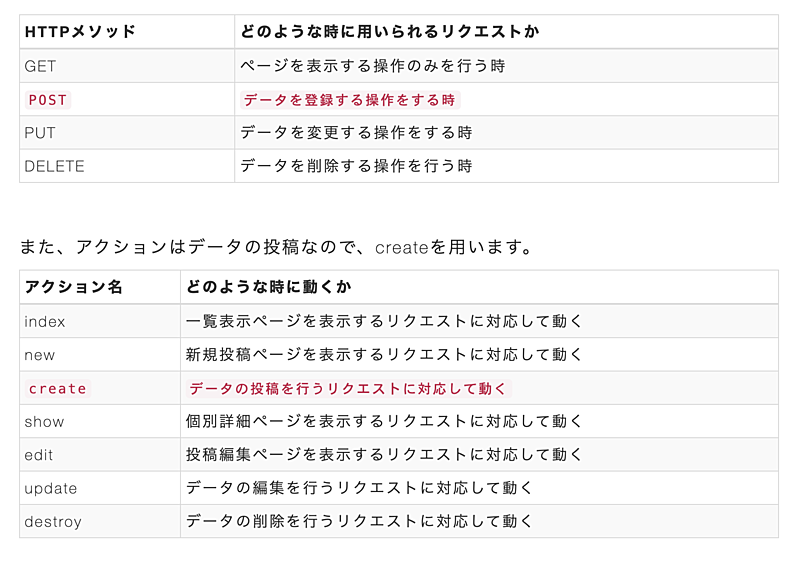 HTTPメソッド どのような時に用いられるリクエストか
GET ページを表示する操作のみを行う時
POST データを登録する操作をする時
PUT データを変更する操作をする時
DELETE データを削除する操作を行う時
また、アクションはデータの投稿なので、createを用います。
アクション名 どのような時に動くか
index 一覧表示ページを表示するリクエストに対応して動く
new 新規投稿ページを表示するリクエストに対応して動く
create データの投稿を行うリクエストに対応して動く
show 個別詳細ページを表示するリクエストに対応して動く
edit 投稿編集ページを表示するリクエストに対応して動く
update データの編集を行うリクエストに対応して動く
destroy データの削除を行うリクエストに対応して動く